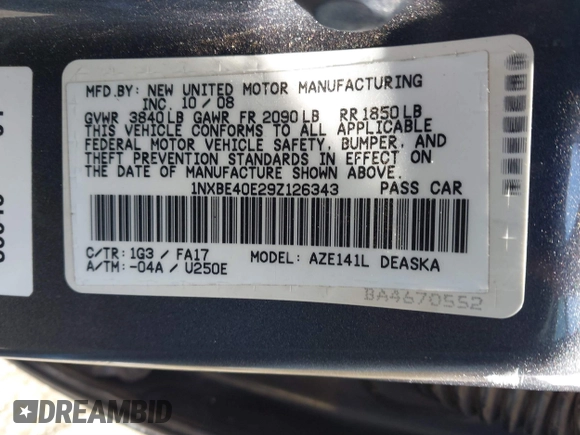 MFD.BY: NEW UNITED MOTOR MANUFACTURING
INC 10 / 08
GVWR 3840 LB GAWR FR 2090 LB RR 1850 LB
THIS VEHICLE CONFORMS TO ALL APPLICABLE
FEDERAL MOTOR VEHICLE SAFETY, BUMPER, AND
THEFT PREVENTION STANDARDS IN EFFECT ON
THE DATE OF MANUFACTURE SHOWN ABOVE.
1NXBE40E29Z126343 PASS CAR
C/TR: 1G3 / FA17 MODEL: AZE141L DEASKA
A/TM: -04A / U250E
BA4670552
DREAMBID